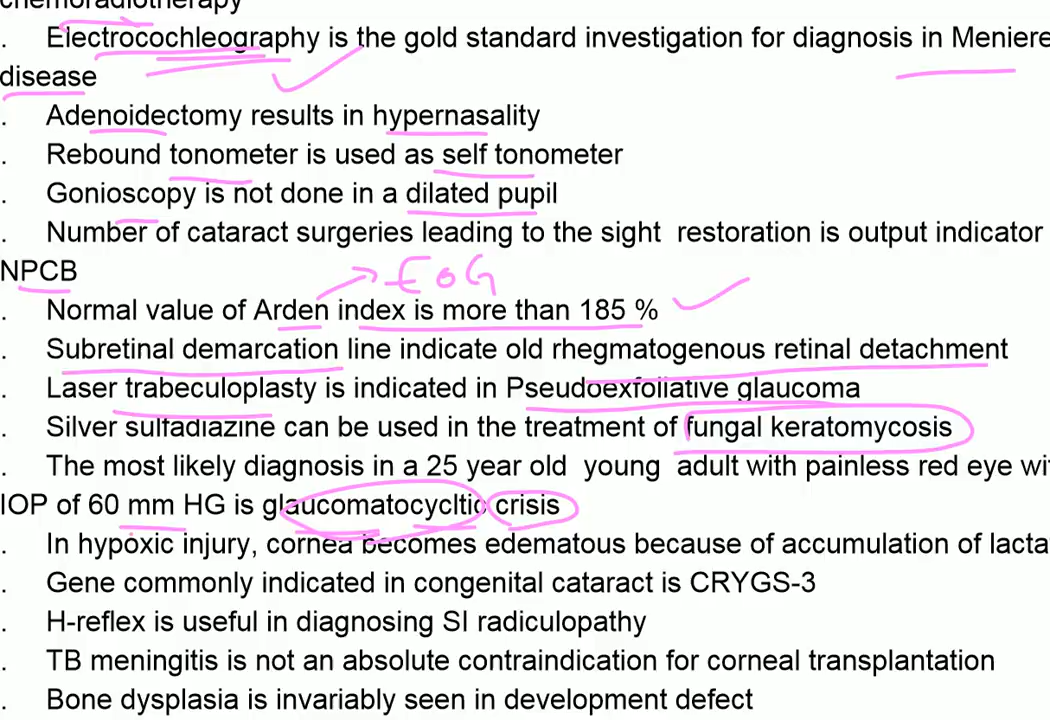 chemoradiotherapy
. Electrocochleography is the gold standard investigation for diagnosis in Meniere
disease
. Adenoidectomy results in hypernasality
. Rebound tonometer is used as self tonometer
. Gonioscopy is not done in a dilated pupil
. Number of cataract surgeries leading to the sight restoration is output indicator
NPCB
EOG
. Normal value of Arden index is more than 185 %
. Subretinal demarcation line indicate old rhegmatogenous retinal detachment
. Laser trabeculoplasty is indicated in Pseudoexfoliative glaucoma
. Silver sulfadiazine can be used in the treatment of fungal keratomycosis
. The most likely diagnosis in a 25 year old young adult with painless red eye wi
IOP of 60 mm HG is glaucomatocycltic crisis
. In hypoxic injury, cornea becomes edematous because of accumulation of lacta
. Gene commonly indicated in congenital cataract is CRYGS-3
. H-reflex is useful in diagnosing SI radiculopathy
. TB meningitis is not an absolute contraindication for corneal transplantation
. Bone dysplasia is invariably seen in development defect